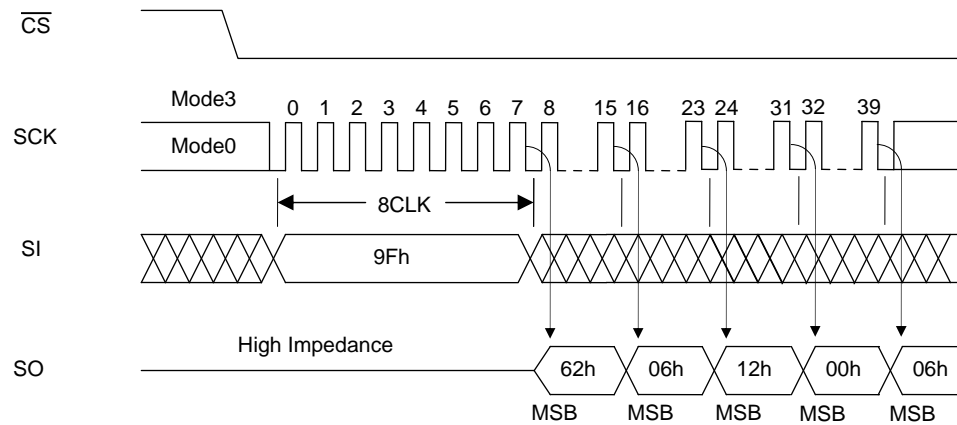 CS
Mode3
0 1 2 3 4 5 6 7 8 15 16 23 24 31 32 39
SCK
Mode0
8CLK
SI
9Fh
High Impedance
SO
62h 06h 12h 00h 06h
MSB MSB MSB MSB MSB